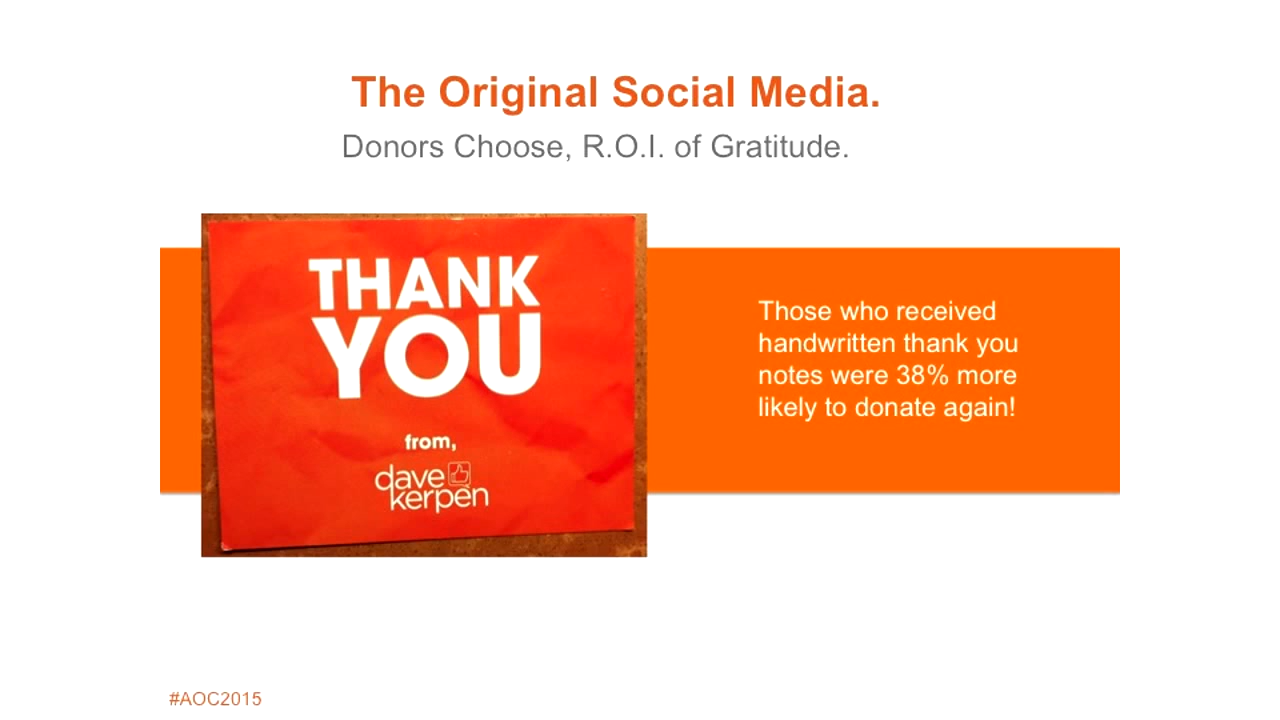 The Original Social Media.
Donors Choose, R.O.I. of Gratitude.
THANK
YOU
from,
dave
kerpen
Those who received
handwritten thank you
notes were 38% more
likely to donate again!
#AOC2015